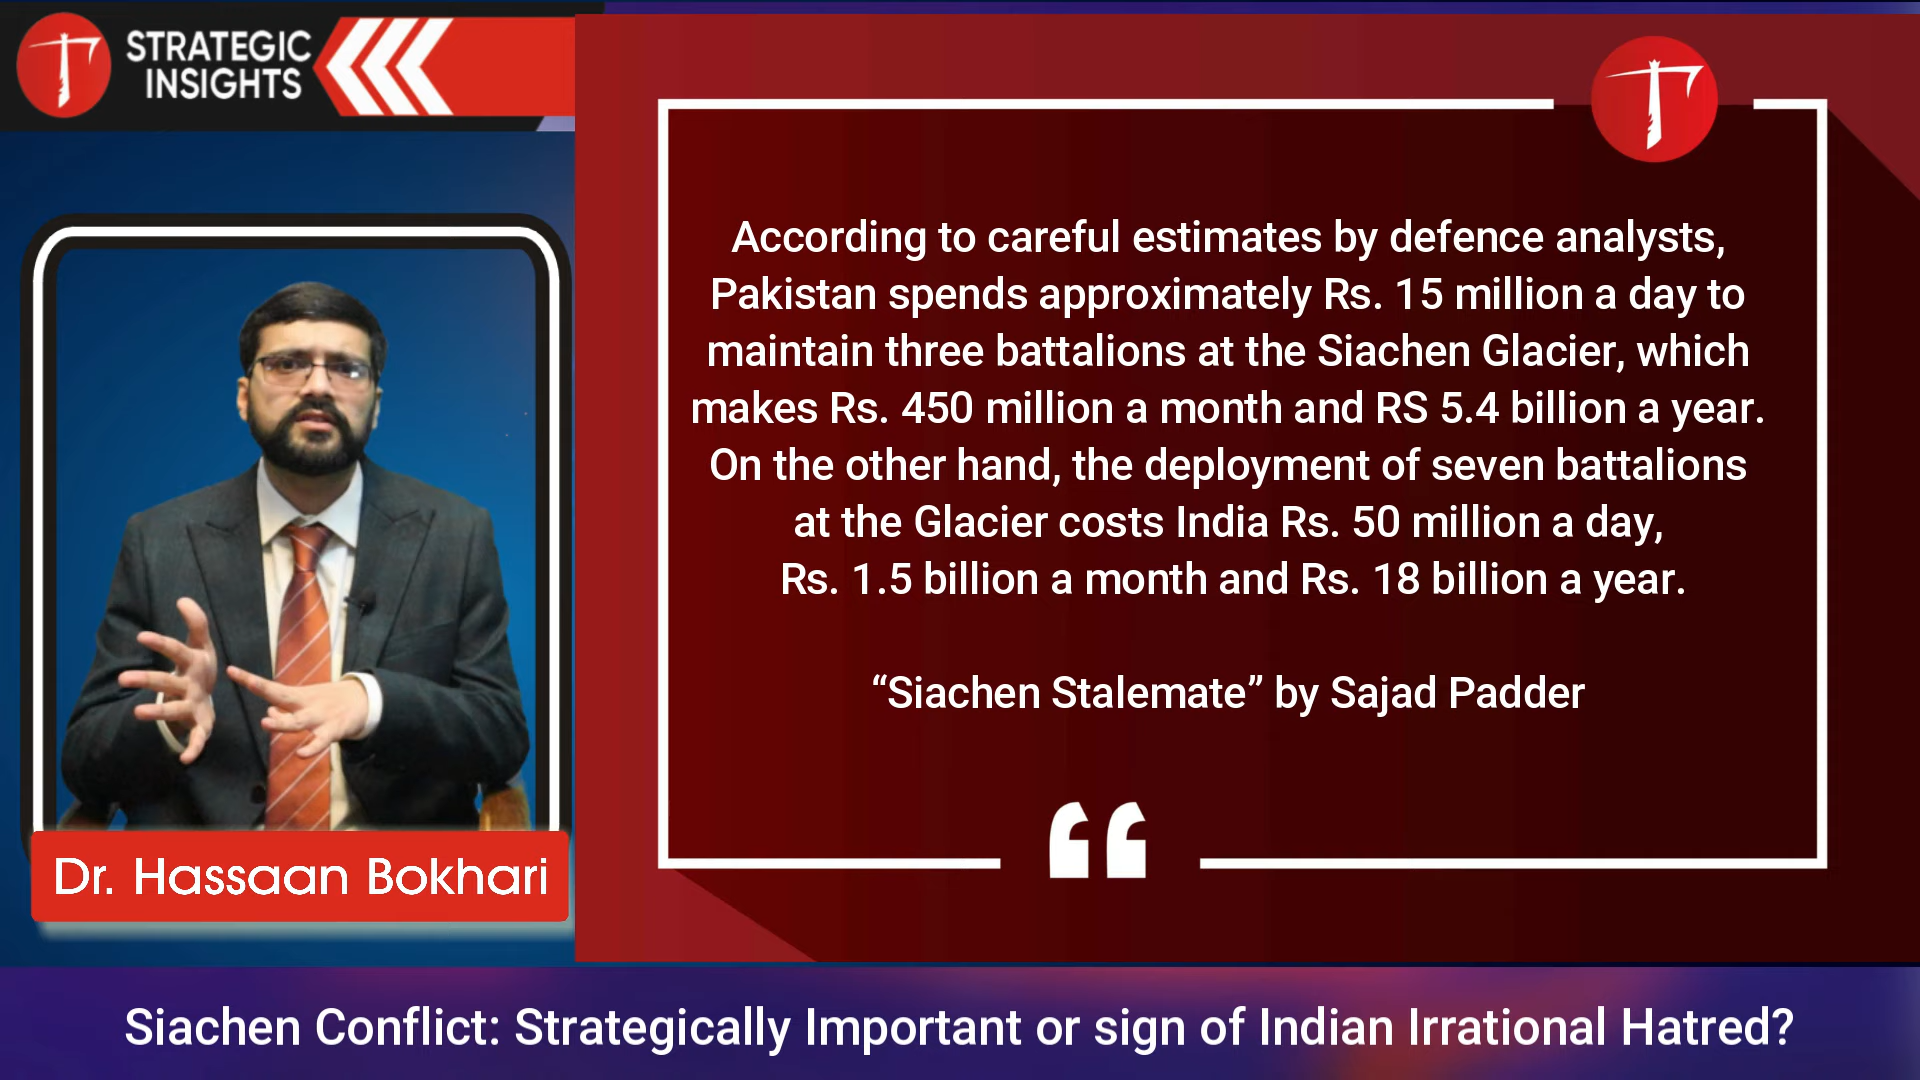 STRATEGIC
INSIGHTS
According to careful estimates by defence analysts,
Pakistan spends approximately Rs. 15 million a day to
maintain three battalions at the Siachen Glacier, which
makes Rs. 450 million a month and RS 5.4 billion a year.
On the other hand, the deployment of seven battalions
at the Glacier costs India Rs. 50 million a day,
Rs. 1.5 billion a month and Rs. 18 billion a year.
“Siachen Stalemate” by Sajad Padder
Dr. Hassaan Bokhari
Siachen Conflict: Strategically Important or sign of Indian Irrational Hatred?